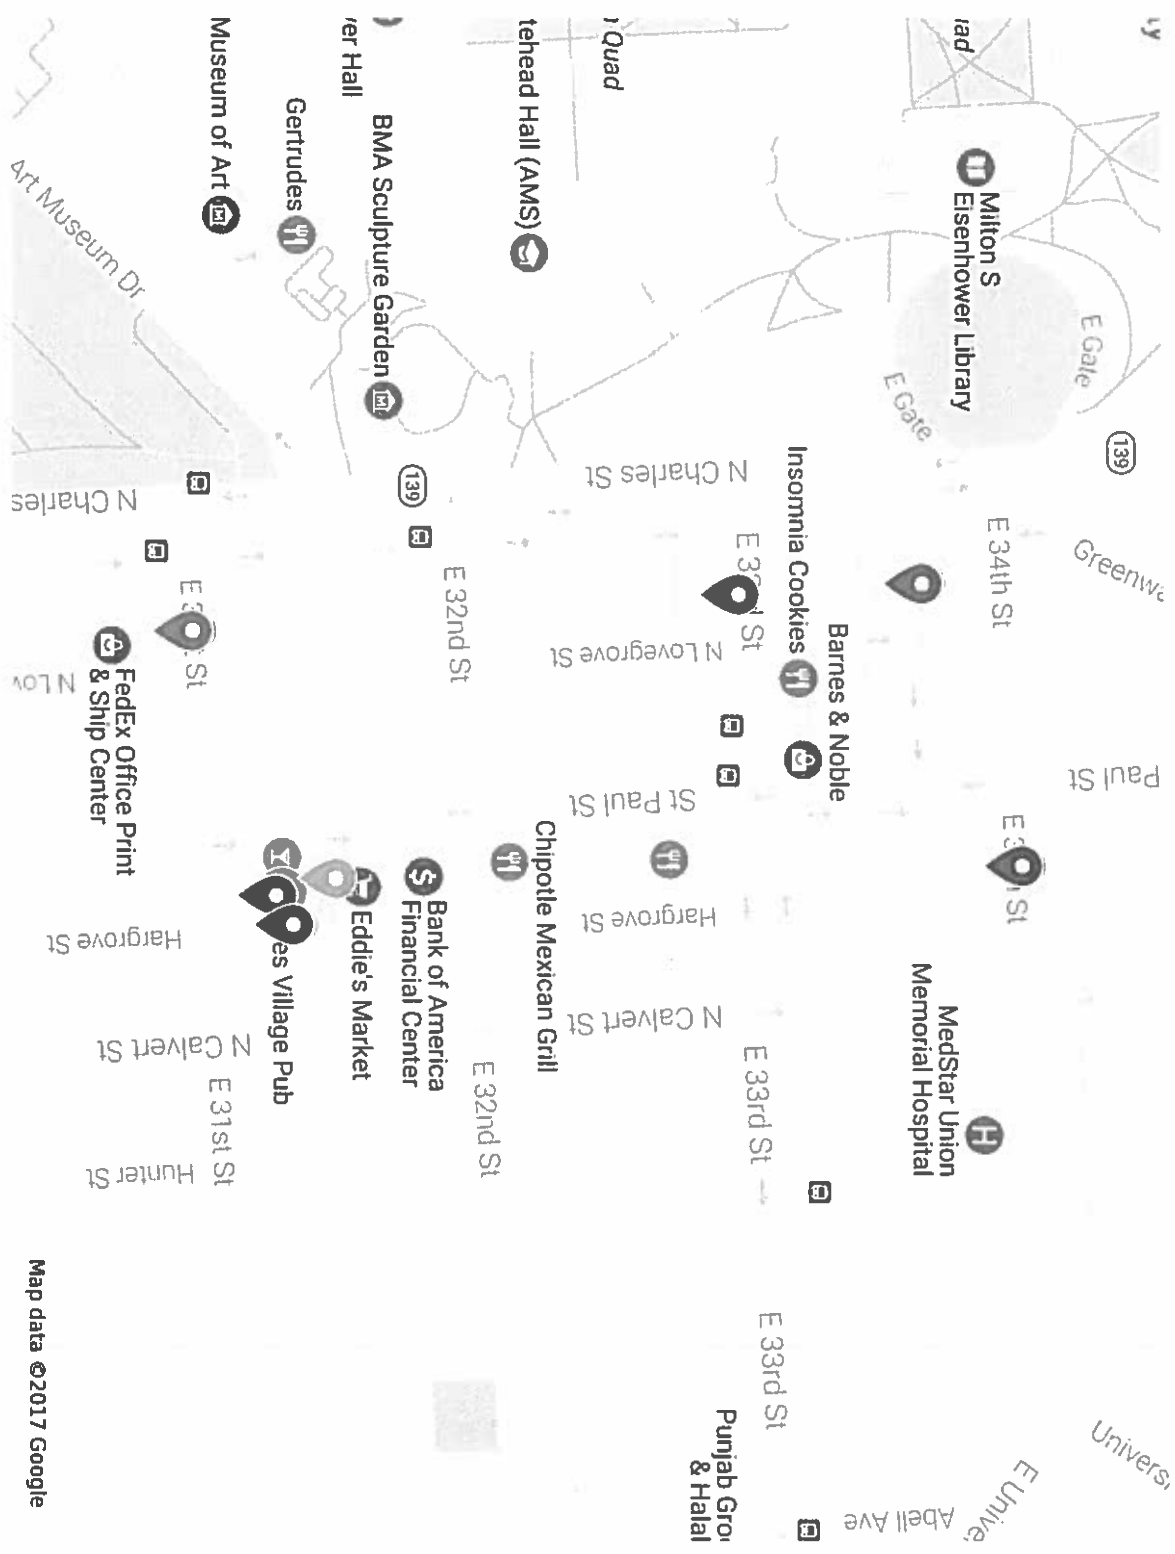 Univers
E Unive
Abell Ave
Greenw
Paul St
139
E Gate
E 34th St
St
Milton S
Eisenhower Library
E Gate
MedStar Union
Memorial Hospital
Barnes & Noble
Insomnia Cookies
N Charles St
St
N Lovegrove St
St Paul St
Hargrove St
N Calvert St
E 33rd St
E 33rd St
Punjab
& Halal
Quad
tehead Hall (AMS)
Chipotle Mexican Grill
E 32nd St
E 32nd St
139
Bank of America
Financial Center
BMA Sculpture Garden
er Hall
Eddie's Market
Gertrudes
es Village Pub
Museum of Art
Art Museum Dr
N Charles
St
E 31st St
N Calvert St
Hunter St
Hargrove St
FedEx Office Print
& Ship Center
N Lov
Map data ©2017 Google